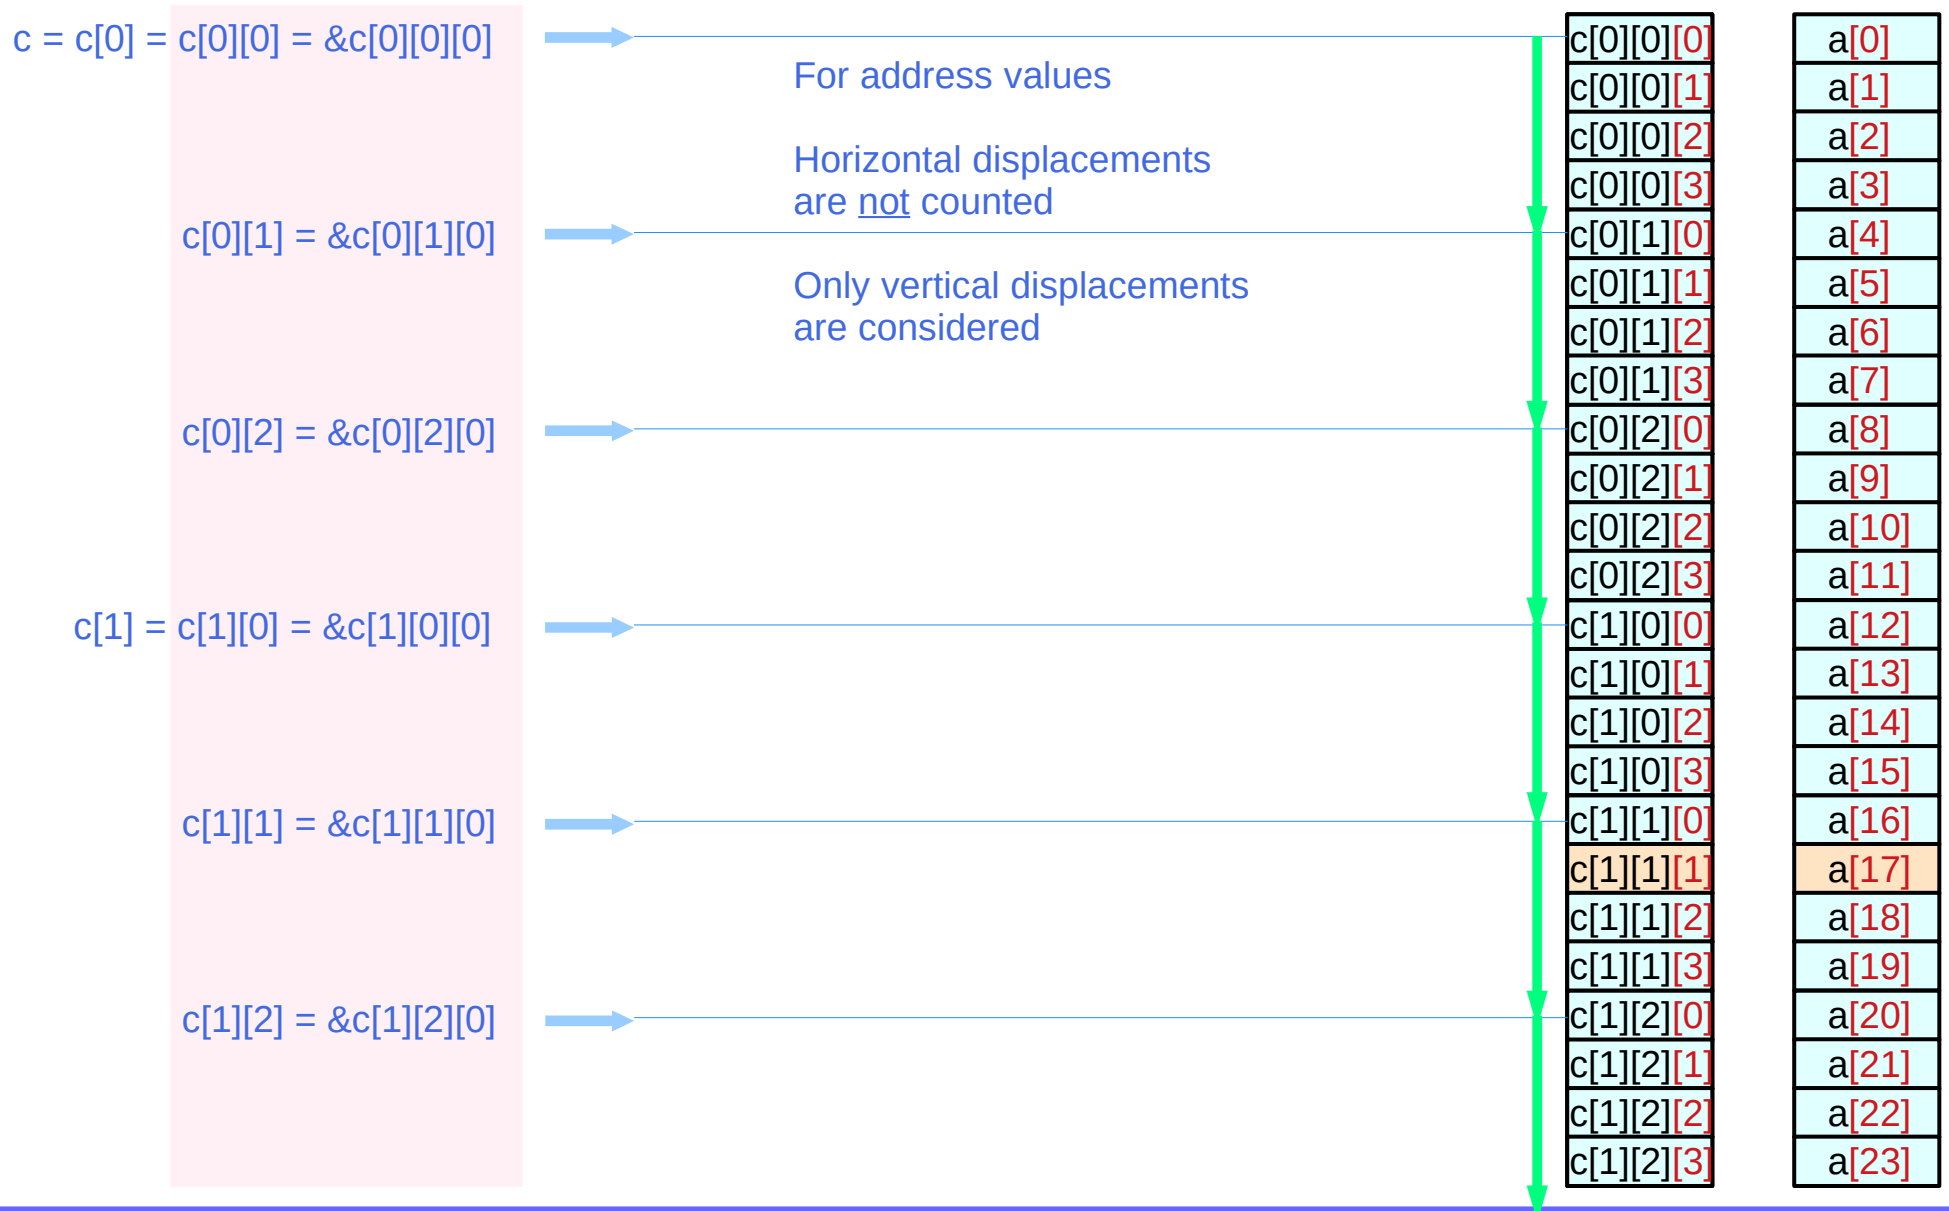 c = c[0] = c[0][0] = &c[0][0][0]
For address values
Horizontal displacements
are not counted
c[0][1] = &c[0][1][0]
Only vertical displacements
are considered
c[0][2] = &c[0][2][0]
c[1] = c[1][0] = &c[1][0][0]
c[1][1] = &c[1][1][0]
c[1][2] = &c[1][2][0]
c[0][0][0] a[0]
c[0][0][1] a[1]
c[0][0][2] a[2]
c[0][0][3] a[3]
c[0][1][0] a[4]
c[0][1][1] a[5]
c[0][1][2] a[6]
c[0][1][3] a[7]
c[0][2][0] a[8]
c[0][2][1] a[9]
c[0][2][2] a[10]
c[0][2][3] a[11]
c[1][0][0] a[12]
c[1][0][1] a[13]
c[1][0][2] a[14]
c[1][0][3] a[15]
c[1][1][0] a[16]
c[1][1][1] a[17]
c[1][1][2] a[18]
c[1][1][3] a[19]
c[1][2][0] a[20]
c[1][2][1] a[21]
c[1][2][2] a[22]
c[1][2][3] a[23]